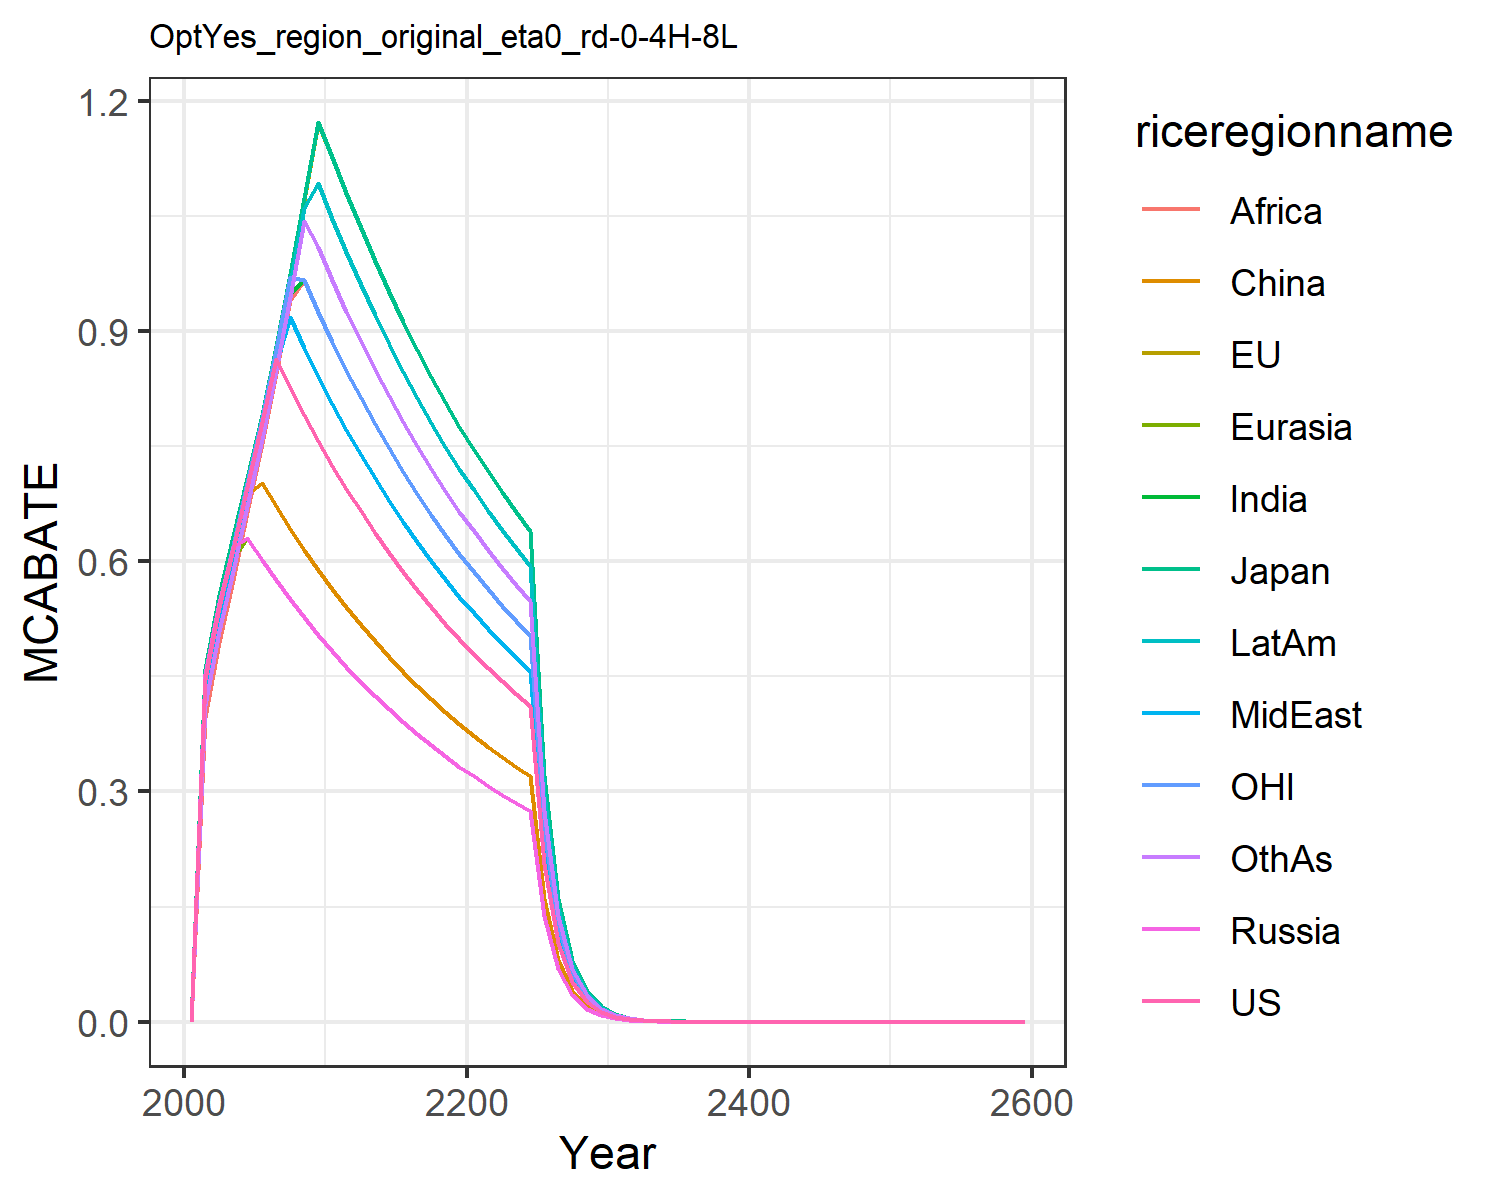 OptYes_region_original_eta0_rd-0-4H-8L
1.2
0.9
0.6
0.3
0.0
MCABATE
2000
2200
2400
2600
Year
riceregionname
Africa
China
EU
Eurasia
India
Japan
LatAm
MidEast
OHI
OthAs
Russia
US